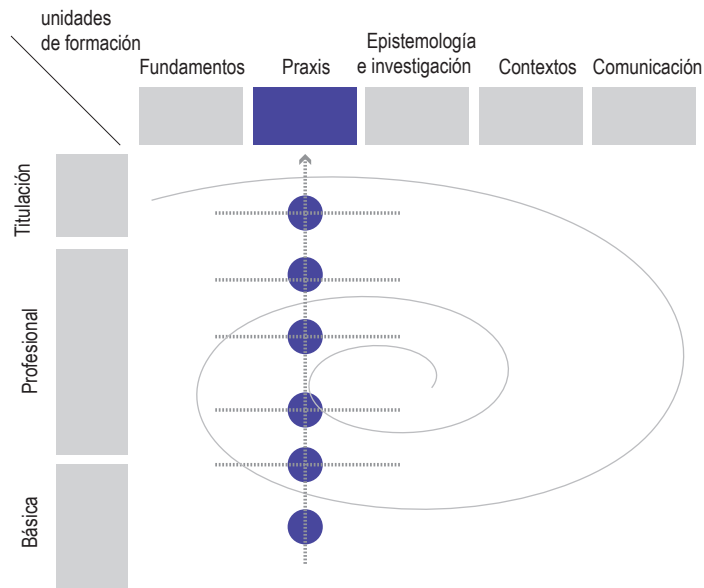 unidades
de formación
Fundamentos
Praxis
Epistemología
e investigación
Contextos
Comunicación
Titulación
Profesional
Básica